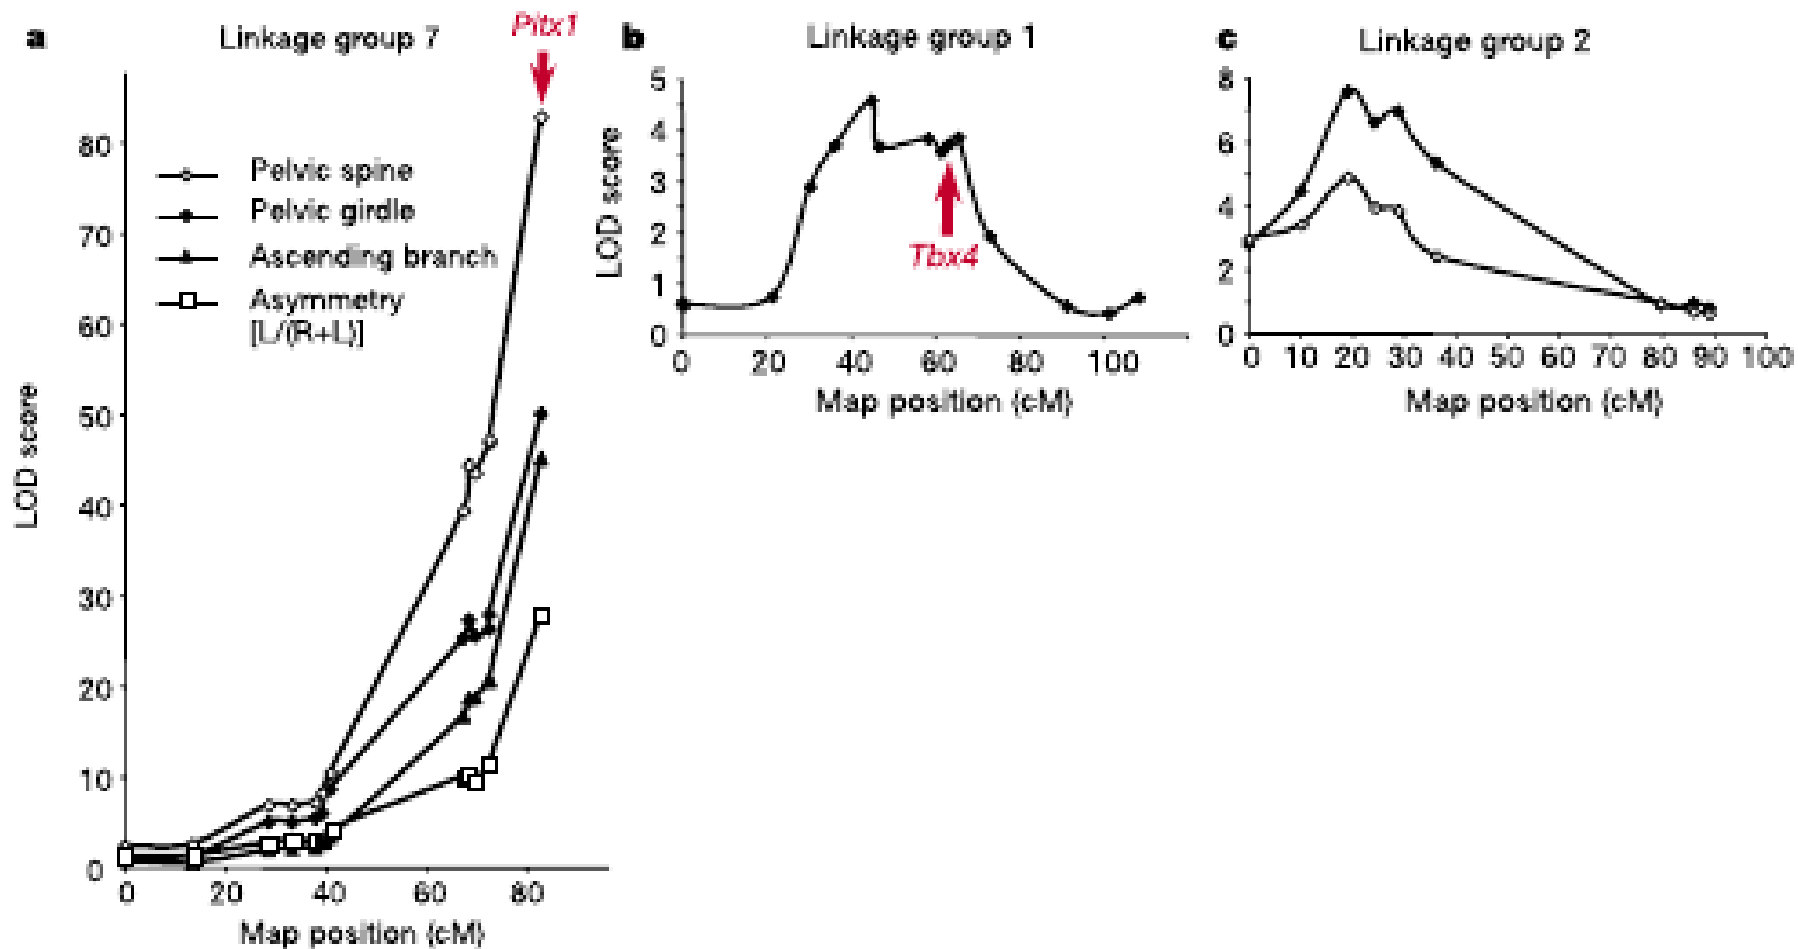 a
Linkage group 7
Pitx1
LOD score
80
70
60
50
40
30
20
10
0
Pelvic spine
Pelvic girdle
Ascending branch
Asymmetry
[L/(R+L)]
0 20 40 60 80
Map position (cM)
b
Linkage group 1
LOD score
5
4
3
2
1
0
Tbx4
0 20 40 60 80 100
Map position (cM)
c
Linkage group 2
8
6
4
2
0
0 10 20 30 40 50 60 70 80 90 100
Map position (cM)